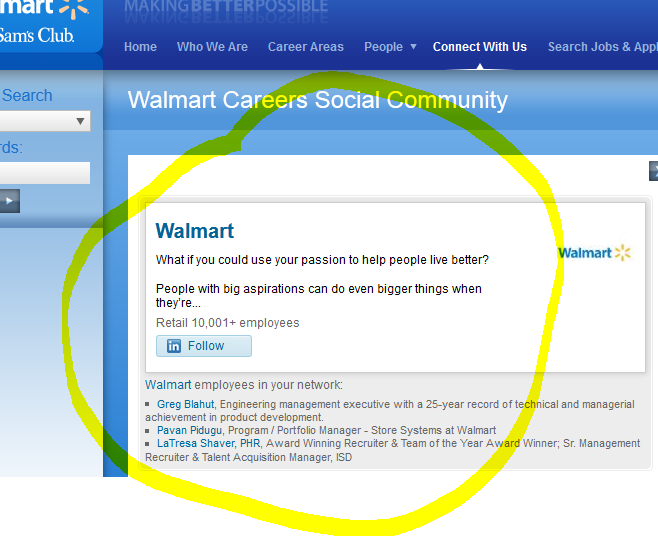 mart
MAKINGBETTERPOSSIBLE
Sam's Club.
Home Who We Are Career Areas People Connect With Us Search Jobs & Appl
Search
Walmart Careers Social Community
rds:
Walmart
Walmart
What if you could use your passion to help people live better?
People with big aspirations can do even bigger things when
they're...
Retail 10,001+ employees
in Follow
Walmart employees in your network:
Greg Blahut, Engineering management executive with a 25-year record of technical and managerial
achievement in product development.
Pavan Pidugu, Program / Portfolio Manager - Store Systems at Walmart
LaTresa Shaver, PHR, Award Winning Recruiter & Team of the Year Award Winner; Sr. Management
Recruiter & Talent Acquisition Manager, ISD